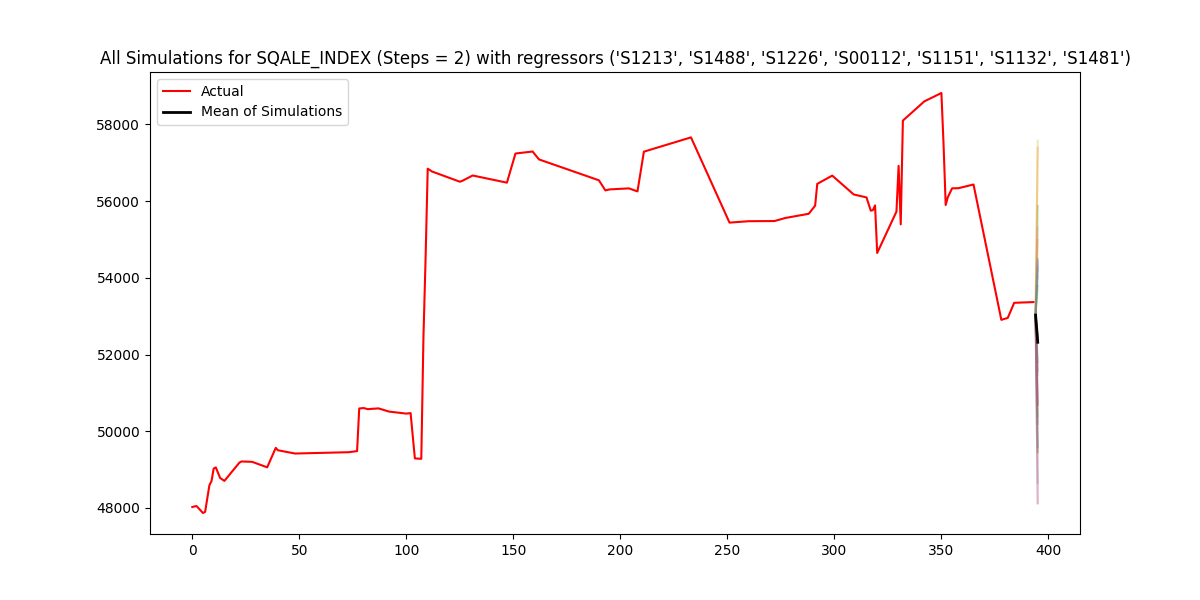 All Simulations for SQALE_INDEX (Steps = 2) with regressors ('S1213', 'S1488', 'S1226', 'S00112', 'S1151', 'S1132', 'S1481')
Actual
Mean of Simulations
58000
56000
54000
52000
50000
48000
0 50 100 150 200 250 300 350 400